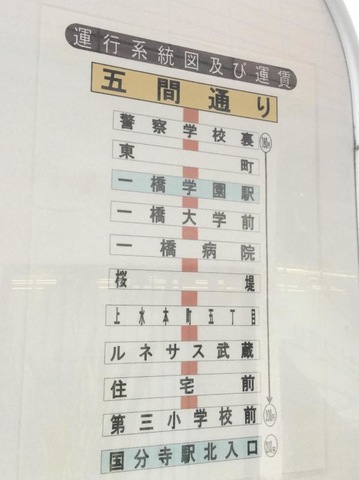 運行系統図及び運賃
五間通り
警察学校裏
東町
一橋学園駅
一橋大学前
一橋病院
桜堤
上水本町五丁目
ルネサス武蔵
住宅前
第三小学校前
国分寺駅北入口